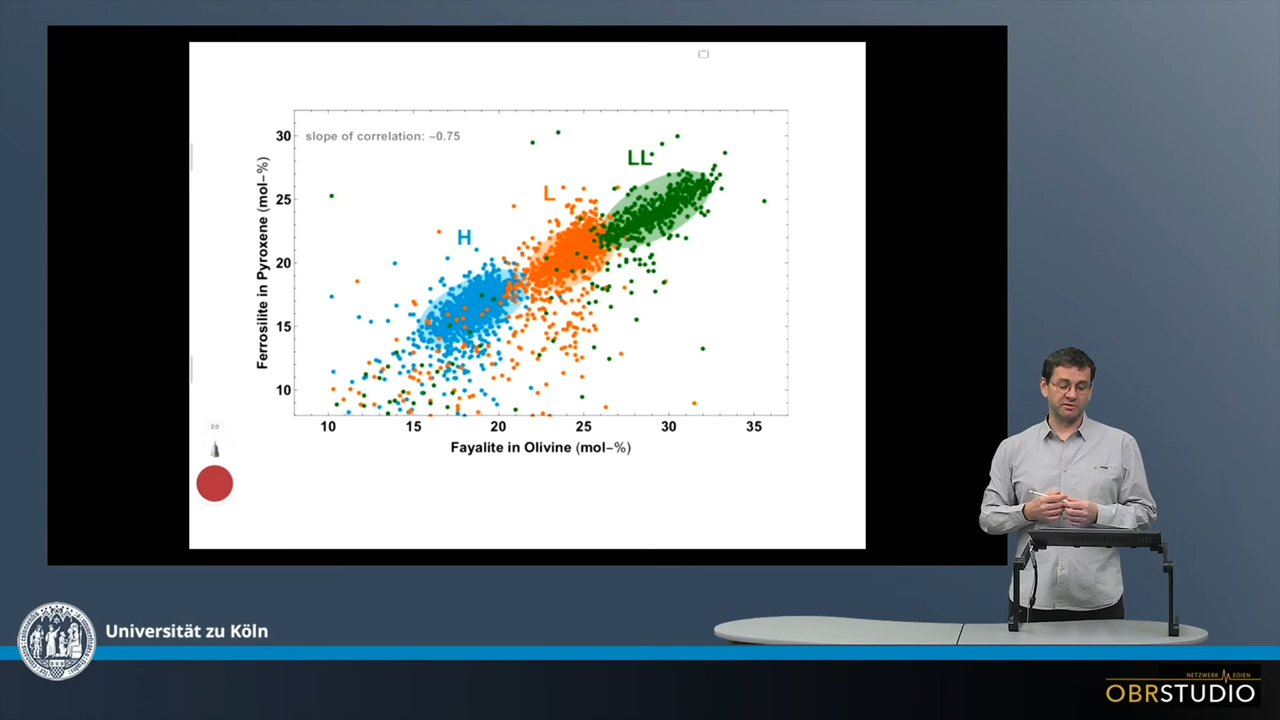 slope of correlation: ~0.75
30
25
20
15
10
Ferrosilite in Pyroxene (mol−%)
H
L
LL
10 15 20 25 30 35
Fayalite in Olivine (mol−%)
2.0
Universität zu Köln
NETZWERK MEDIEN
OBRSTUDIO